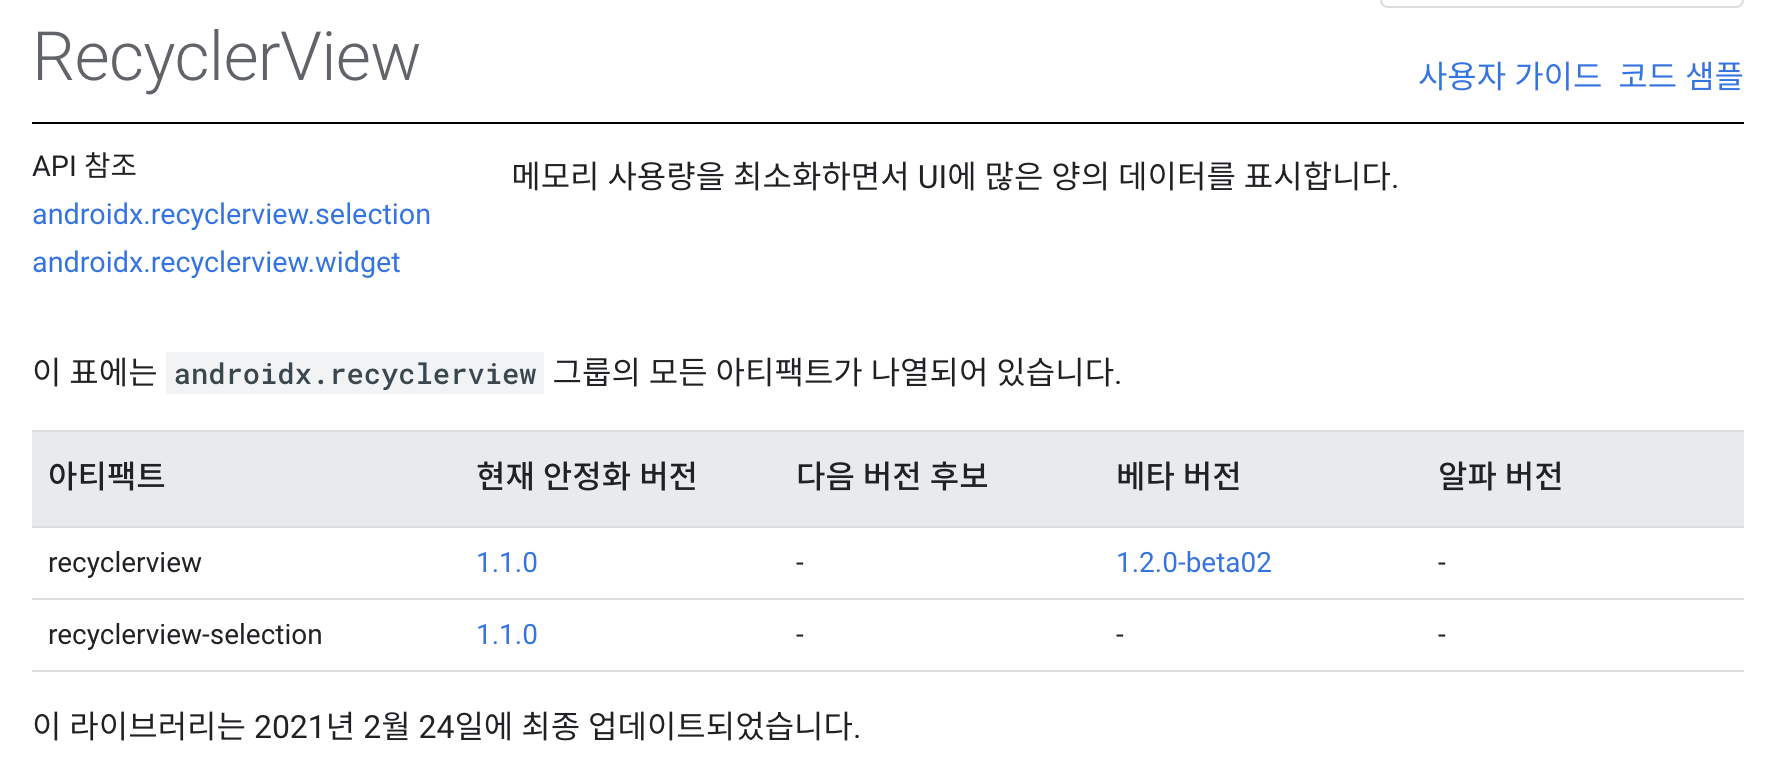 RecyclerView
사용자 가이드 코드 샘플
API 참조
androidx.recyclerview.selection
androidx.recyclerview.widget
메모리 사용량을 최소화하면서 UI에 많은 양의 데이터를 표시합니다.
이 표에는 androidx.recyclerview 그룹의 모든 아티팩트가 나열되어 있습니다.
아티팩트 현재 안정화 버전 다음 버전 후보 베타 버전 알파 버전
recyclerview 1.1.0 - 1.2.0-beta02 -
recyclerview-selection 1.1.0 - - -
이 라이브러리는 2021년 2월 24일에 최종 업데이트되었습니다.